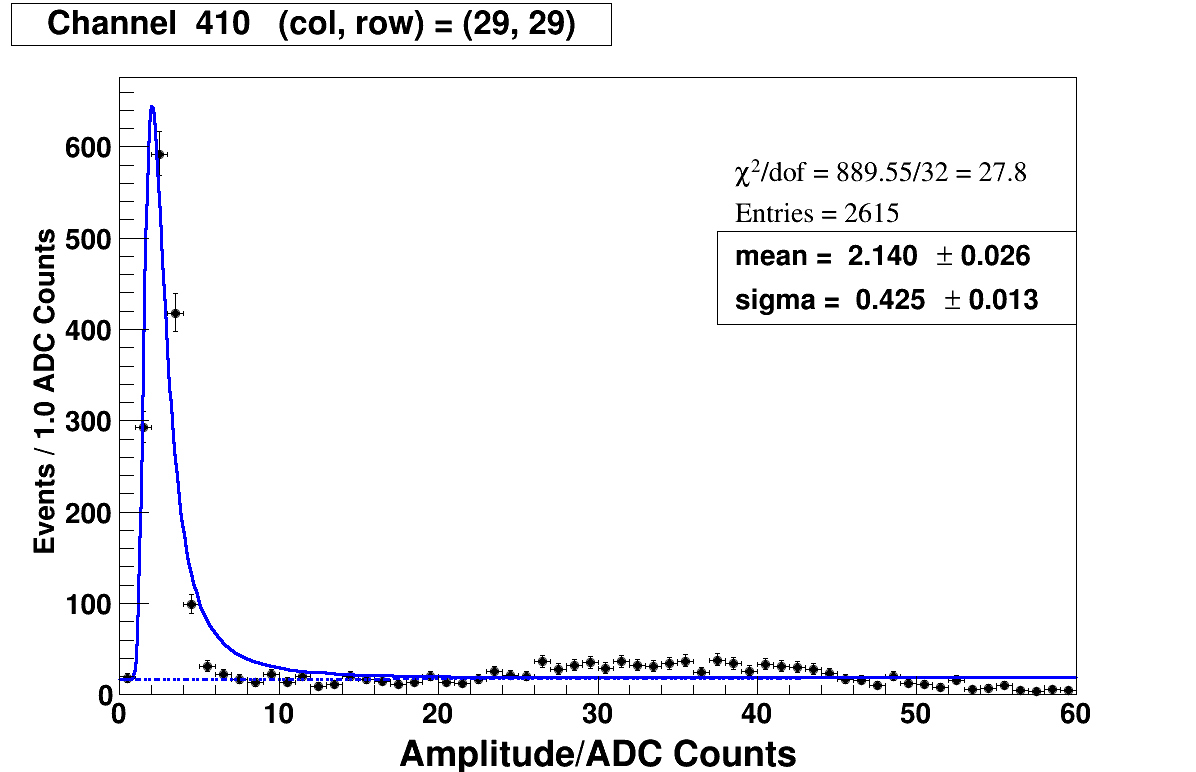 Channel 410 (col, row) = (29, 29)
χ²/dof = 889.55/32 = 27.8
Entries = 2615
mean = 2.140 ± 0.026
sigma = 0.425 ± 0.013
Events / 1.0 ADC Counts
600
500
400
300
200
100
0
0 10 20 30 40 50 60
Amplitude/ADC Counts